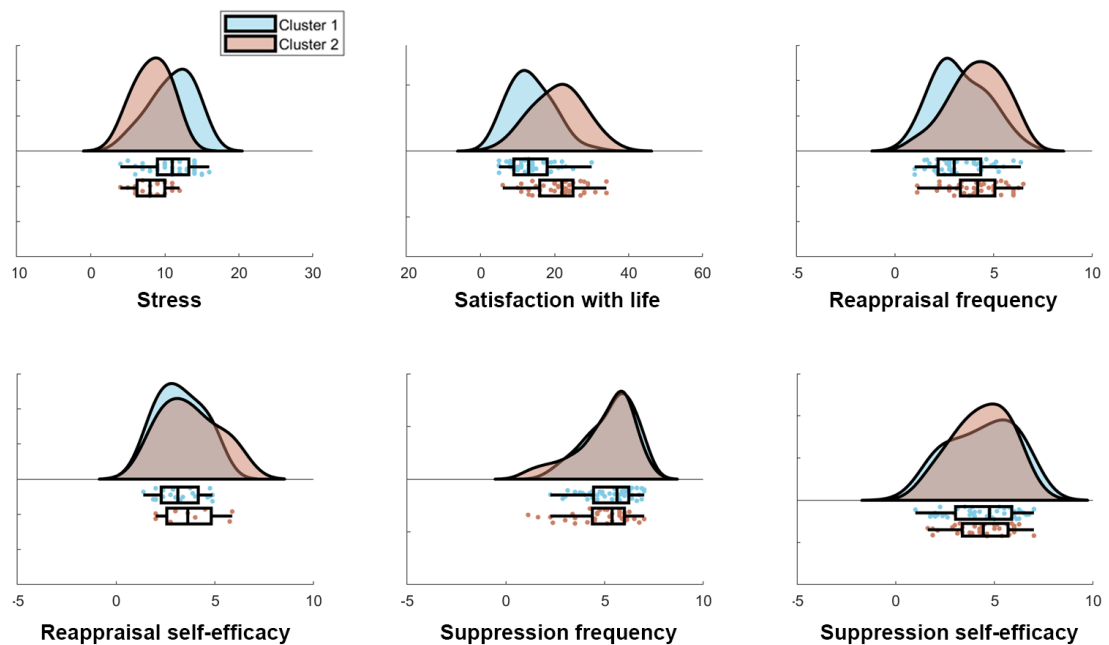 Cluster 1
Cluster 2
10 0 10 20 30
Stress
20 0 20 40 60
Satisfaction with life
-5 0 5 10
Reappraisal frequency
-5 0 5 10
Reappraisal self-efficacy
-5 0 5 10
Suppression frequency
-5 0 5 10
Suppression self-efficacy